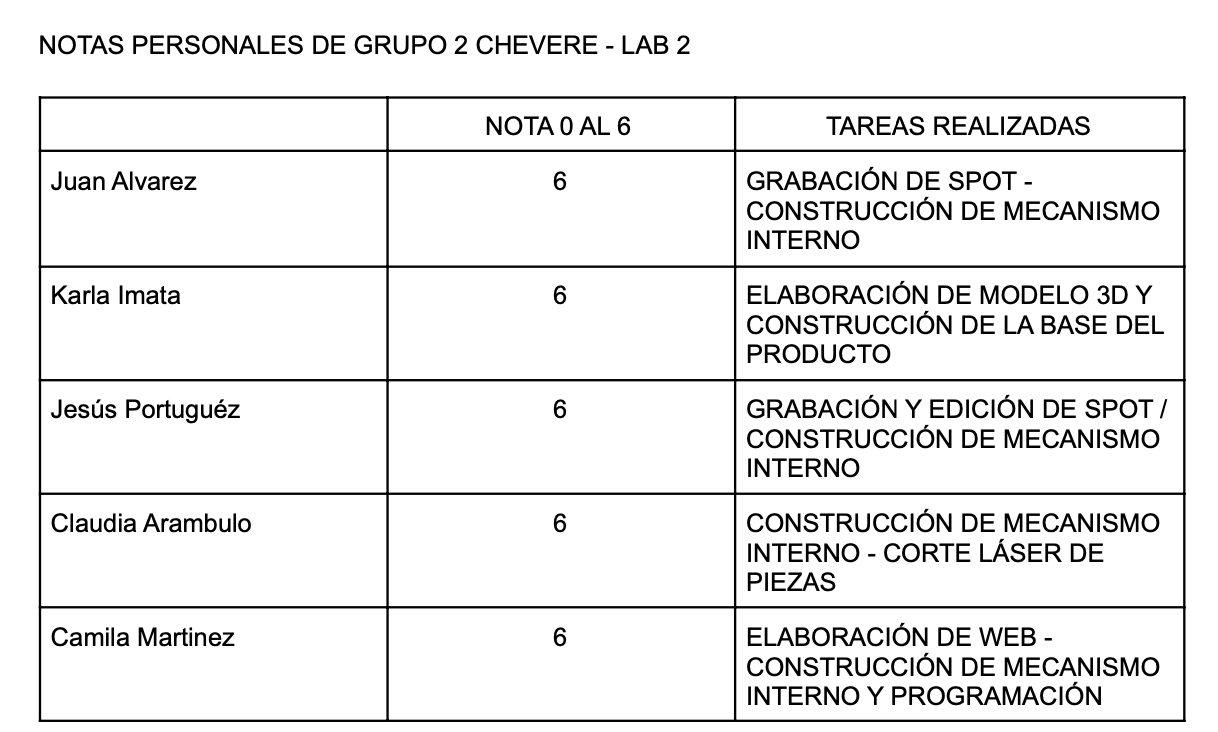 NOTAS PERSONALES DE GRUPO 2 CHEVERE - LAB 2
NOTA 0 AL 6
TAREAS REALIZADAS
Juan Alvarez
6
GRABACIÓN DE SPOT -
CONSTRUCCIÓN DE MECANISMO
INTERNO
Karla Imata
6
ELABORACIÓN DE MODELO 3D Y
CONSTRUCCIÓN DE LA BASE DEL
PRODUCTO
Jesús Portuguéz
6
GRABACIÓN Y EDICIÓN DE SPOT /
CONSTRUCCIÓN DE MECANISMO
INTERNO
Claudia Arambulo
6
CONSTRUCCIÓN DE MECANISMO
INTERNO - CORTE LÁSER DE
PIEZAS
Camila Martinez
6
ELABORACIÓN DE WEB -
CONSTRUCCIÓN DE MECANISMO
INTERNO Y PROGRAMACIÓN